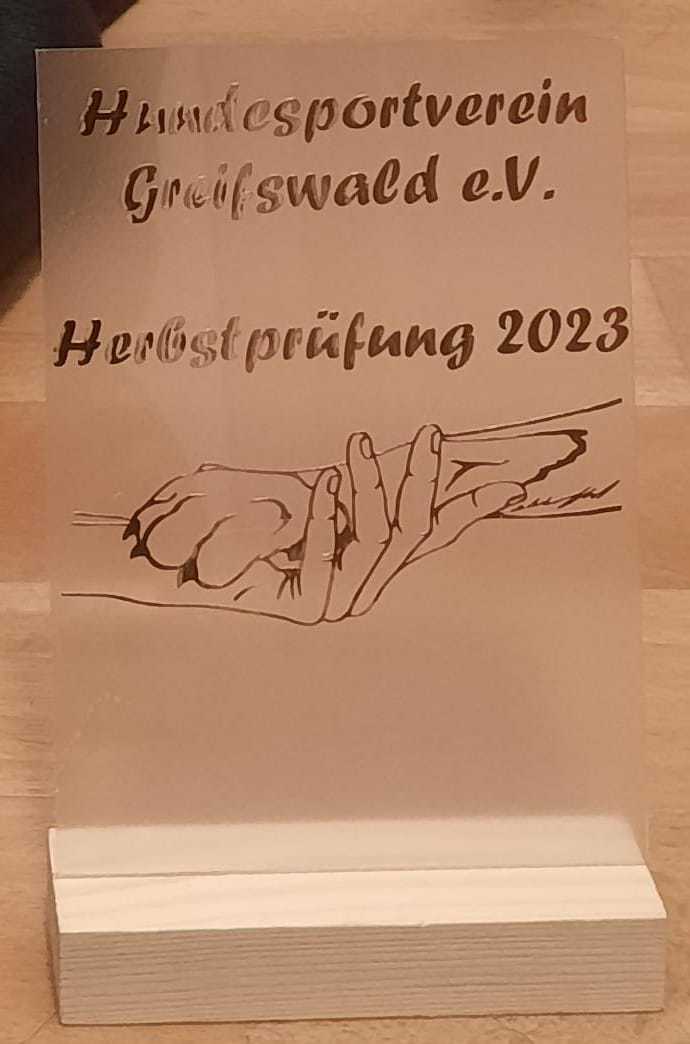 Hundesportverein
Greifswald e.V.
Herbstprüfung 2023